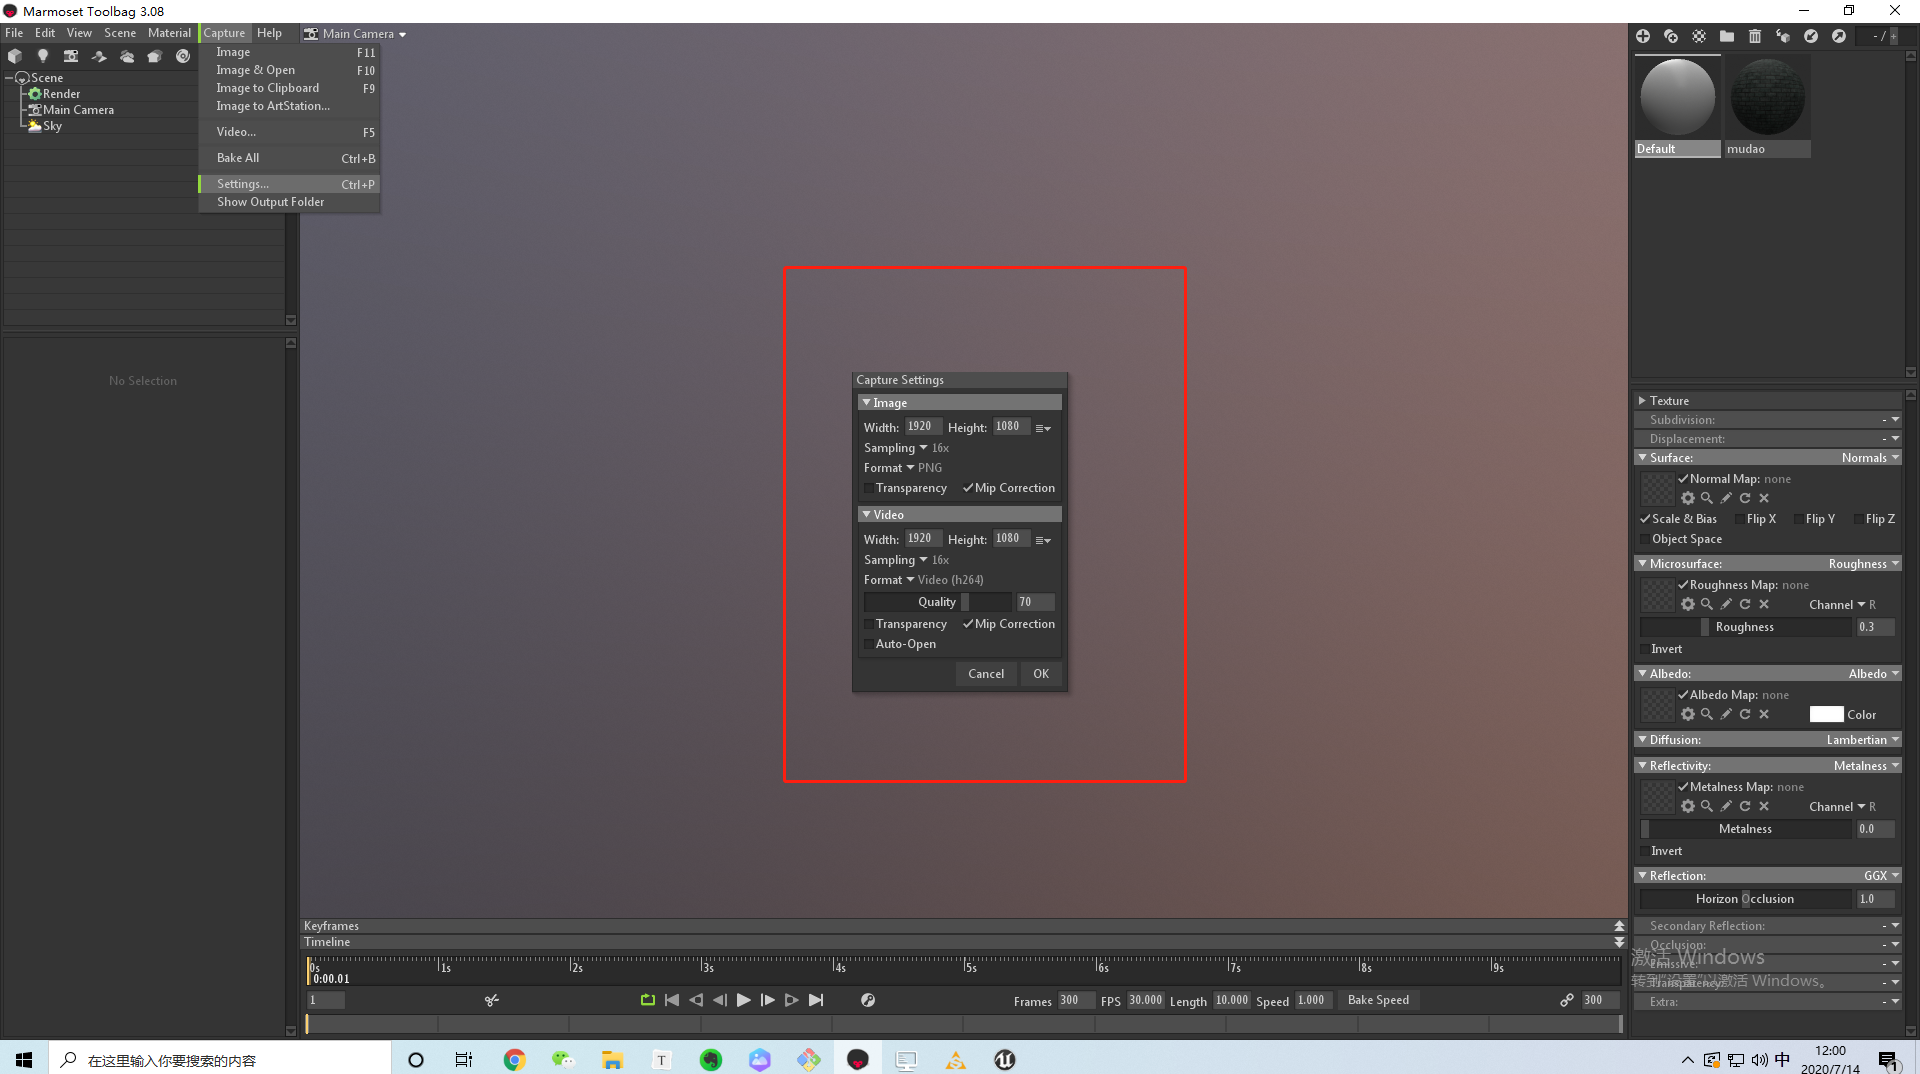 Marmoset Toolbag 3.08
File Edit View Scene Material Capture Help
Main Camera
Image F11
Image & Open F10
Image to Clipboard F9
Image to ArtStation...
Video... F5
Bake All Ctrl+B
Settings... Ctrl+P
Show Output Folder
Scene
Render
Main Camera
Sky
No Selection
Capture Settings
Image
Width: 1920 Height: 1080
Sampling 16x
Format PNG
Transparency Mip Correction
Video
Width: 1920 Height: 1080
Sampling 16x
Format Video (h264)
Quality 70
Transparency Mip Correction
Auto-Open
Cancel OK
- / +
Default mudao
Texture
Subdivision: -
Displacement: -
Surface: Normals
Normal Map: none
Scale & Bias Flip X Flip Y Flip Z
Object Space
Microsurface: Roughness
Roughness Map: none
Channel R
Roughness 0.3
Invert
Albedo: Albedo
Albedo Map: none
Color
Diffusion: Lambertian
Reflectivity: Metalness
Metalness Map: none
Channel R
Metalness 0.0
Invert
Reflection: GGX
Horizon Occlusion 1.0
Secondary Reflection: -
Occlusion: -
Emissive: -
Transparency: -
Extra: -
激活 Windows
转到"设置"以激活 Windows。
Keyframes
Timeline
0s 1s 2s 3s 4s 5s 6s 7s 8s 9s
0:00.01
1
Frames 300 FPS 30.000 Length 10.000 Speed 1.000 Bake Speed 300
在这里输入你要搜索的内容
T
中
12:00
2020/7/14
1